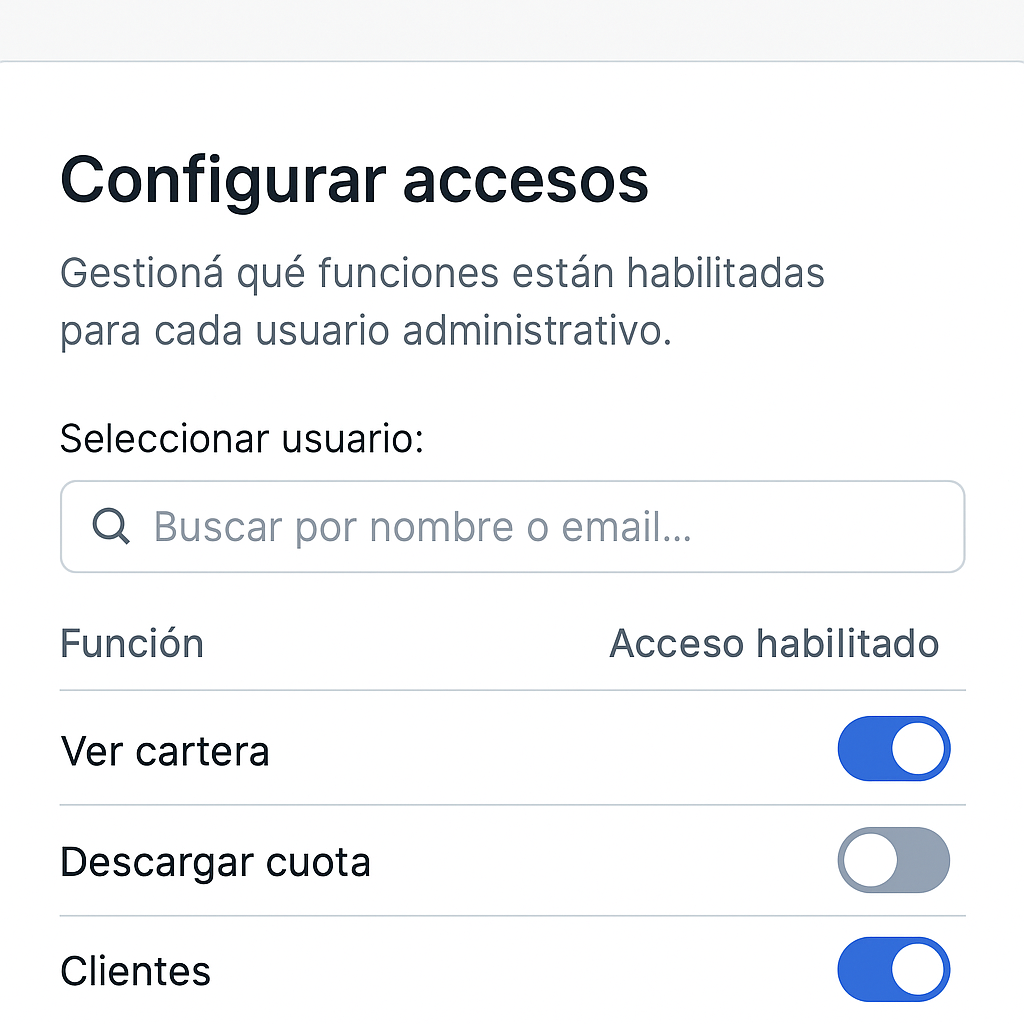 Configurar accesos
Gestioná qué funciones están habilitadas
para cada usuario administrativo.
Seleccionar usuario:
Buscar por nombre o email...
Función Acceso habilitado
Ver cartera
Descargar cuota
Clientes